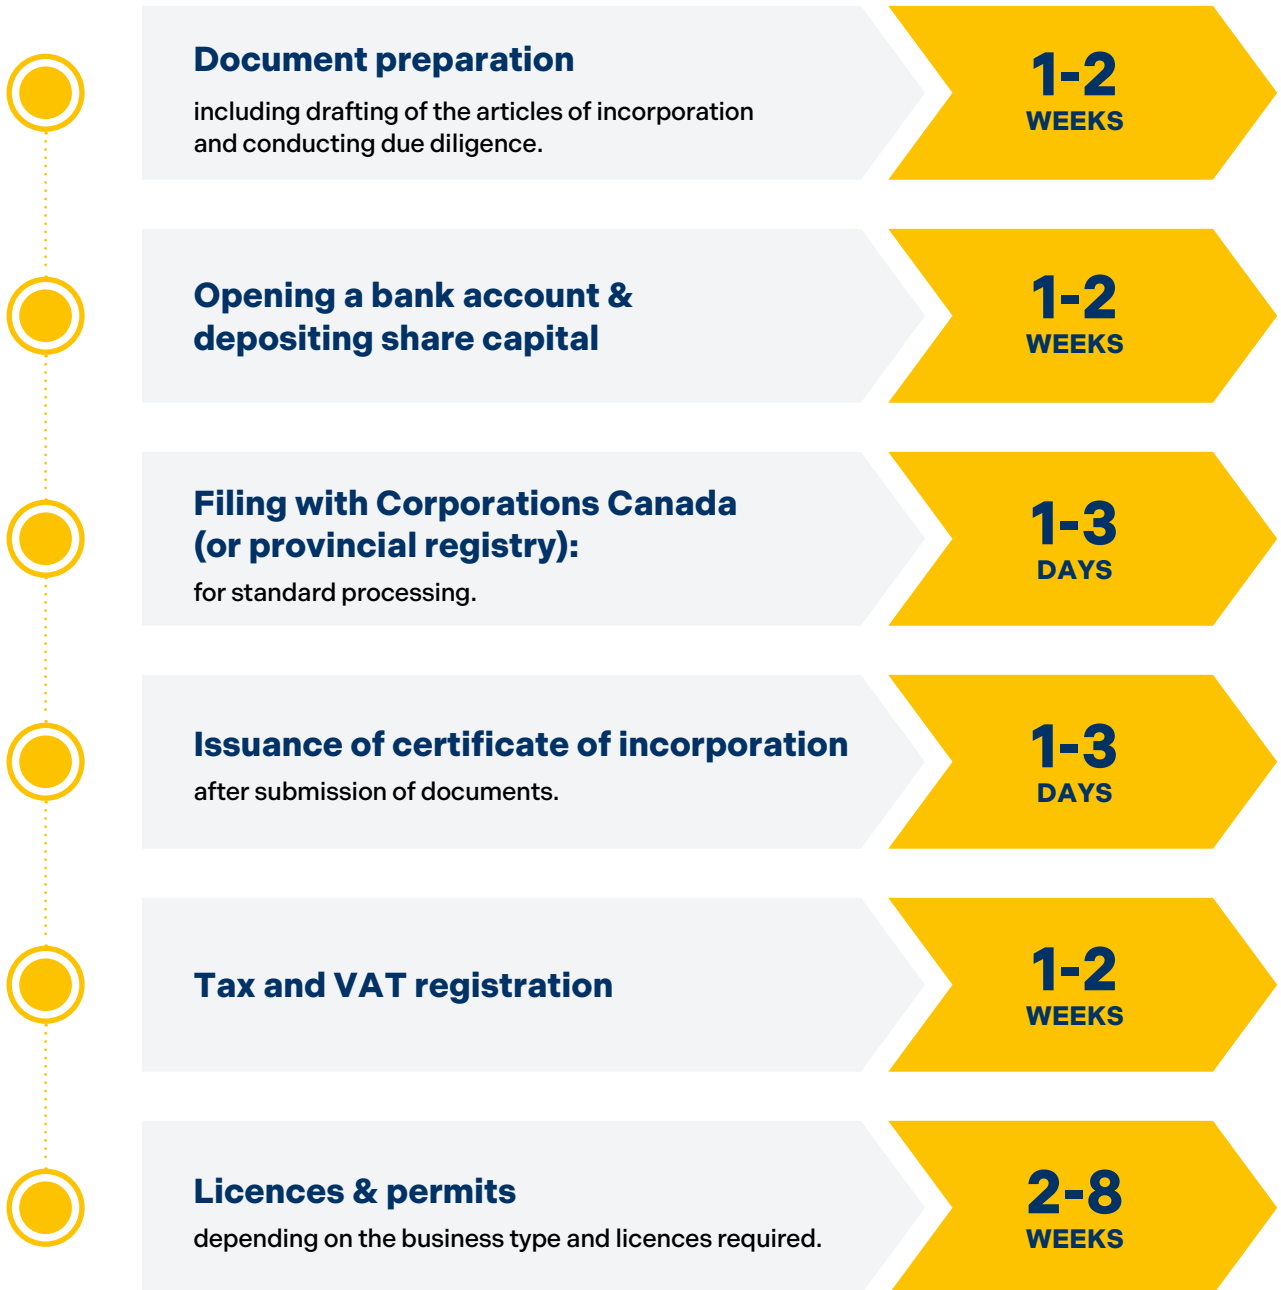 Document preparation
including drafting of the articles of incorporation
and conducting due diligence.
1-2
WEEKS
Opening a bank account &
depositing share capital
1-2
WEEKS
Filing with Corporations Canada
(or provincial registry):
for standard processing.
1-3
DAYS
Issuance of certificate of incorporation
after submission of documents.
1-3
DAYS
Tax and VAT registration
1-2
WEEKS
Licences & permits
depending on the business type and licences required.
2-8
WEEKS